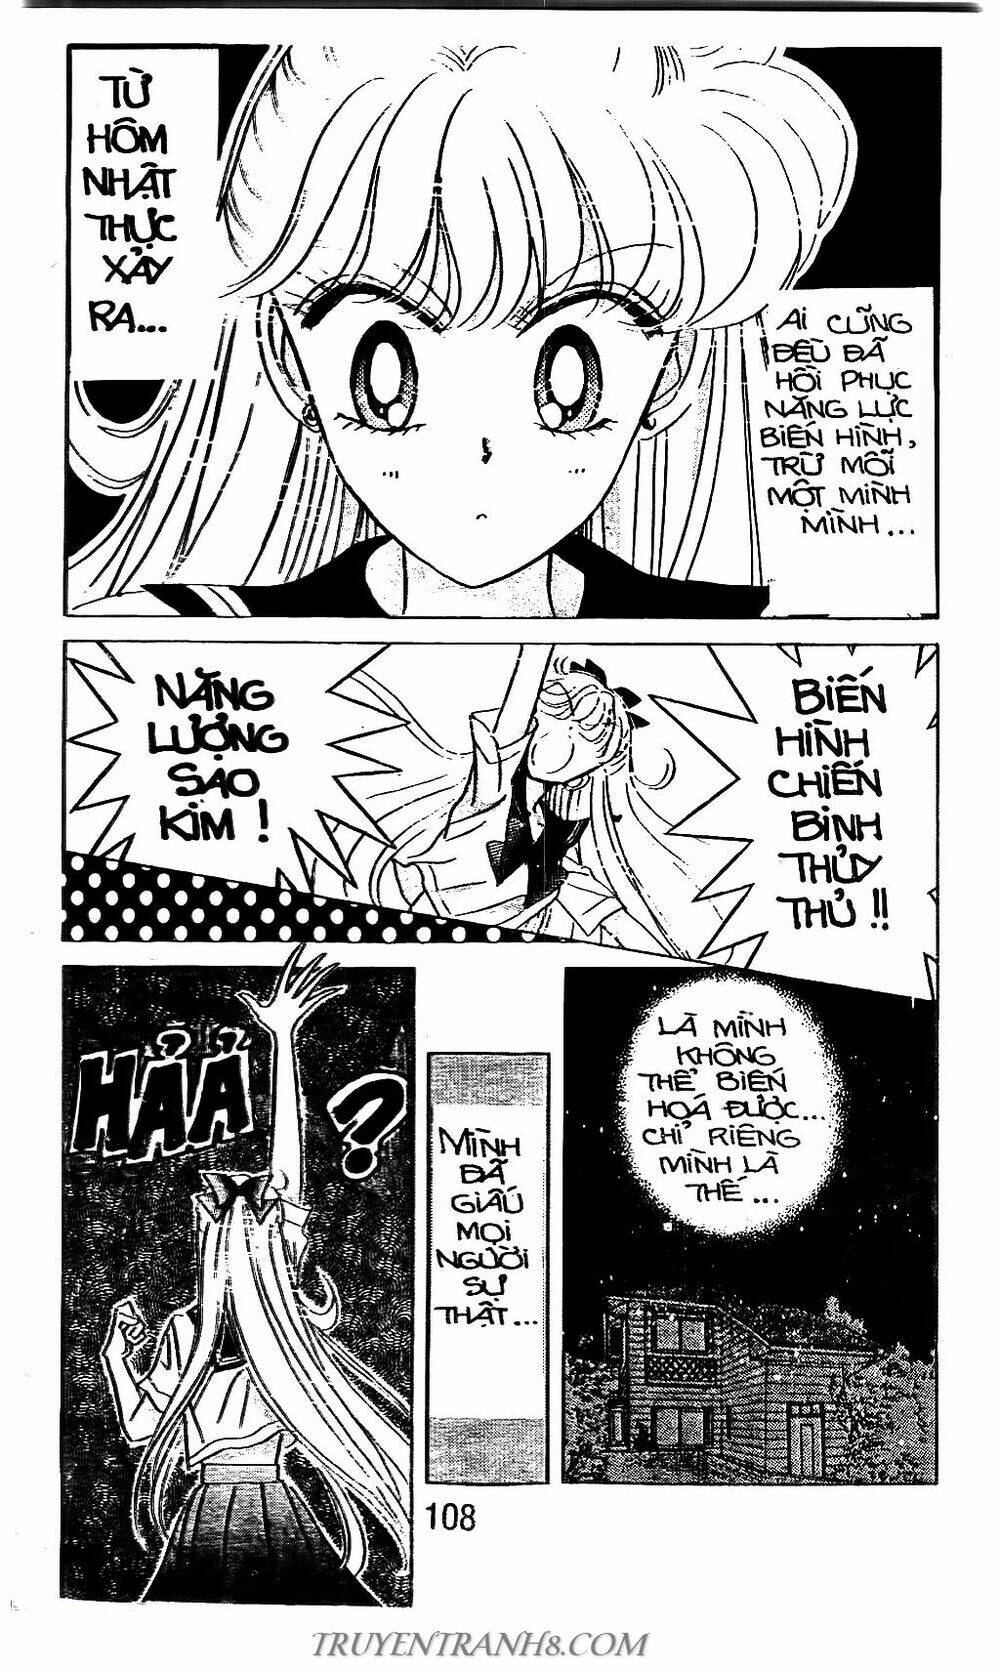 TỪ
HÔM
NHẬT
THỰC
XẢY
RA...
AI CŨNG
ĐỀU ĐÃ
HỒI PHỤC
NĂNG LỰC
BIẾN HÌNH,
TRỪ MỖI
MỘT MÌNH
MÌNH...
NĂNG
LƯỢNG
SAO
KIM !
BIẾN
HÌNH
CHIẾN
BINH
THỦY
THỦ !!
HẢẢ
?
MÌNH
ĐÃ
GIẤU
MỌI
NGƯỜI
SỰ
THẬT...
LÀ MÌNH
KHÔNG
THỂ BIẾN
HOÁ ĐƯỢC...
CHỈ RIÊNG
MÌNH LÀ
THẾ...
108
TRUYENTRANH8.COM